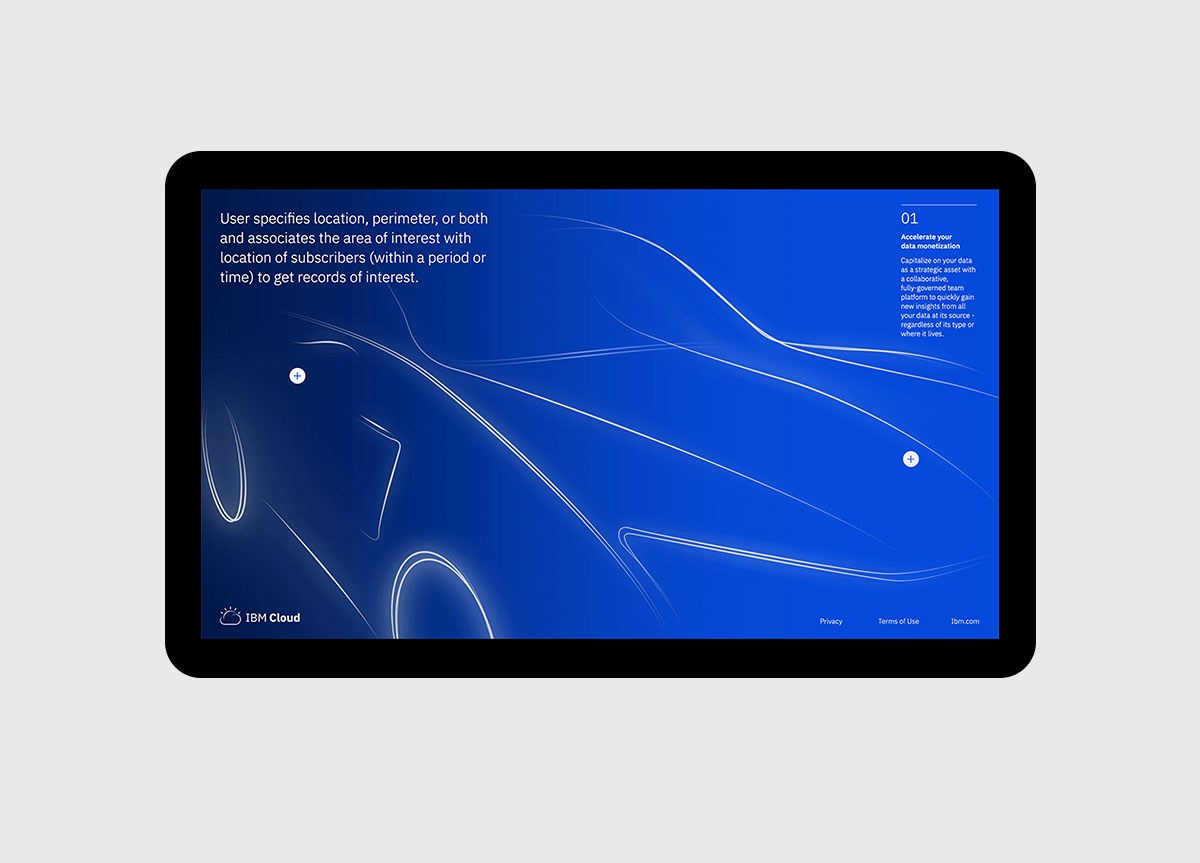 User specifies location, perimeter, or both
and associates the area of interest with
location of subscribers (within a period or
time) to get records of interest.
01
Accelerate your
data monetization
Capitalize on your data
as a strategic asset with
a collaborative,
fully-governed team
platform to quickly gain
new insights from all
your data at its source -
regardless of its type or
where it lives.
IBM Cloud
Privacy
Terms of Use
Ibm.com